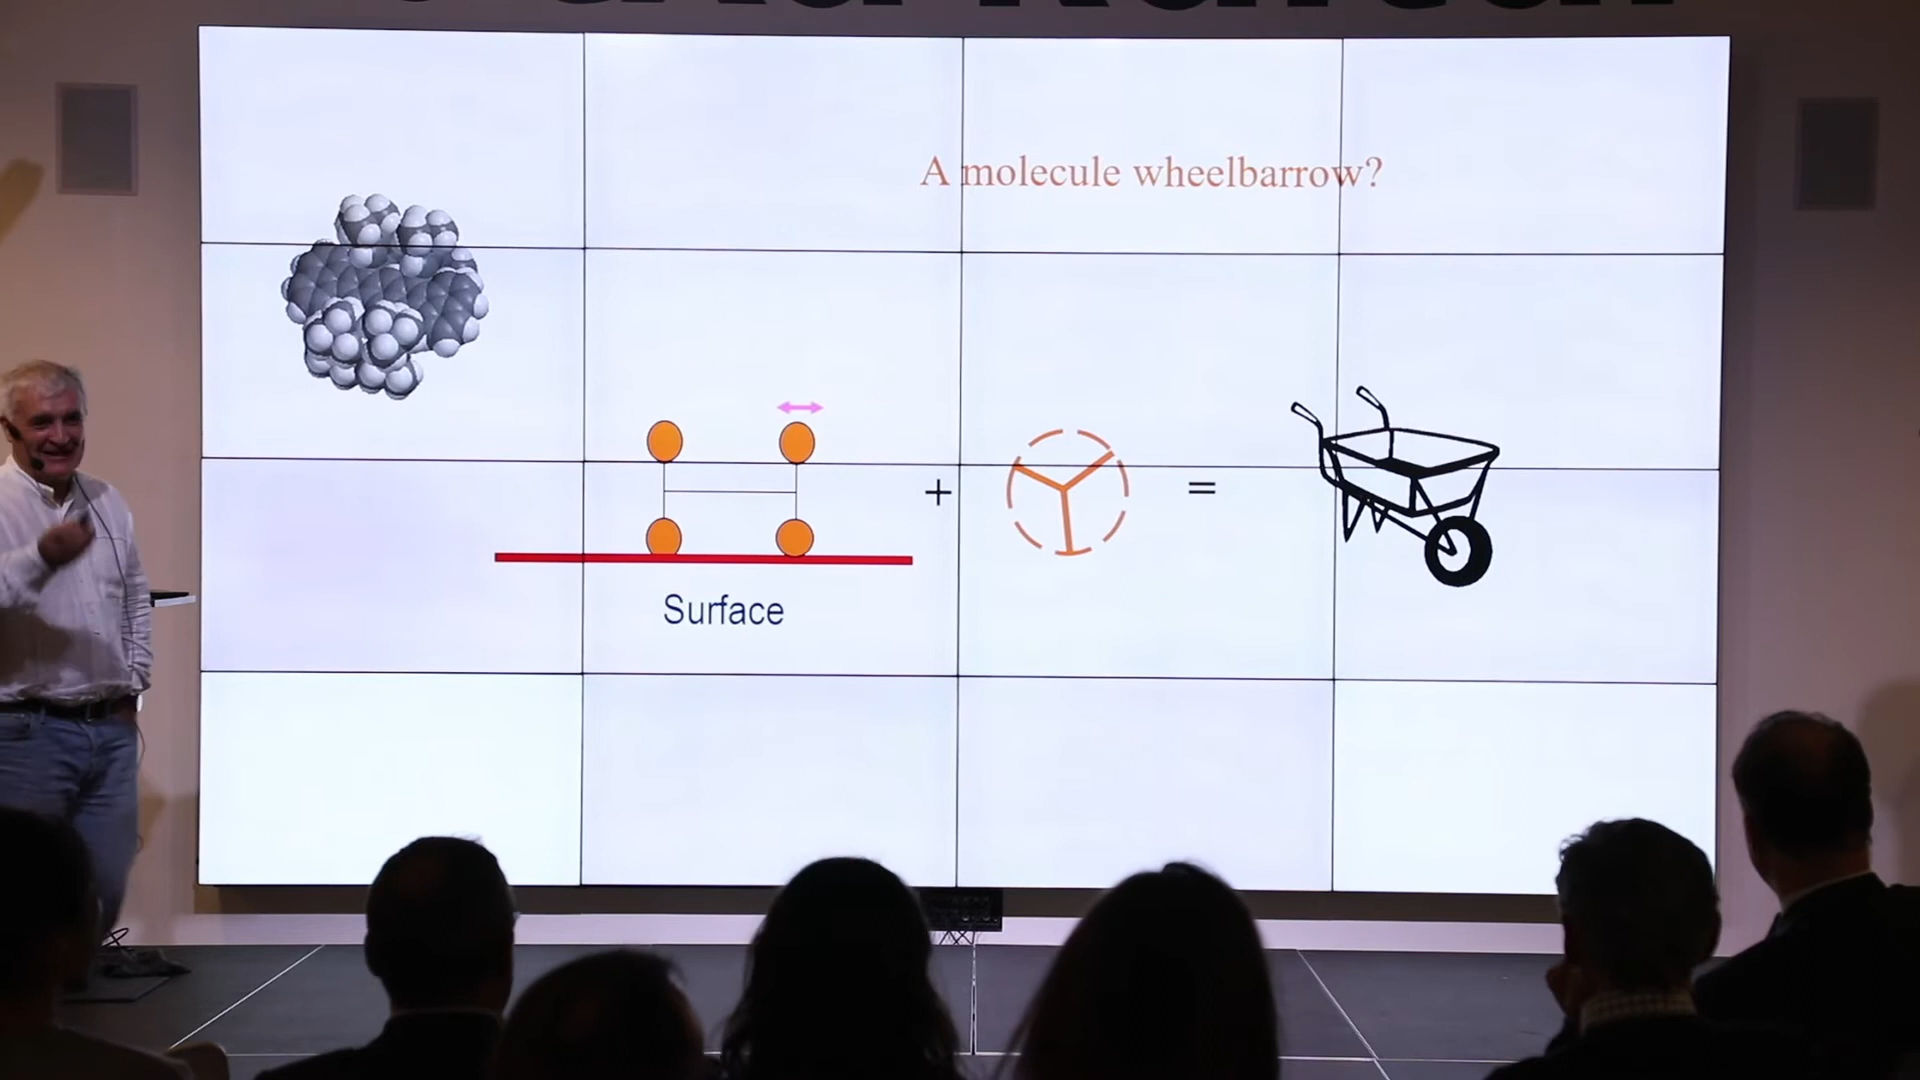 A molecule wheelbarrow?
+
=
Surface